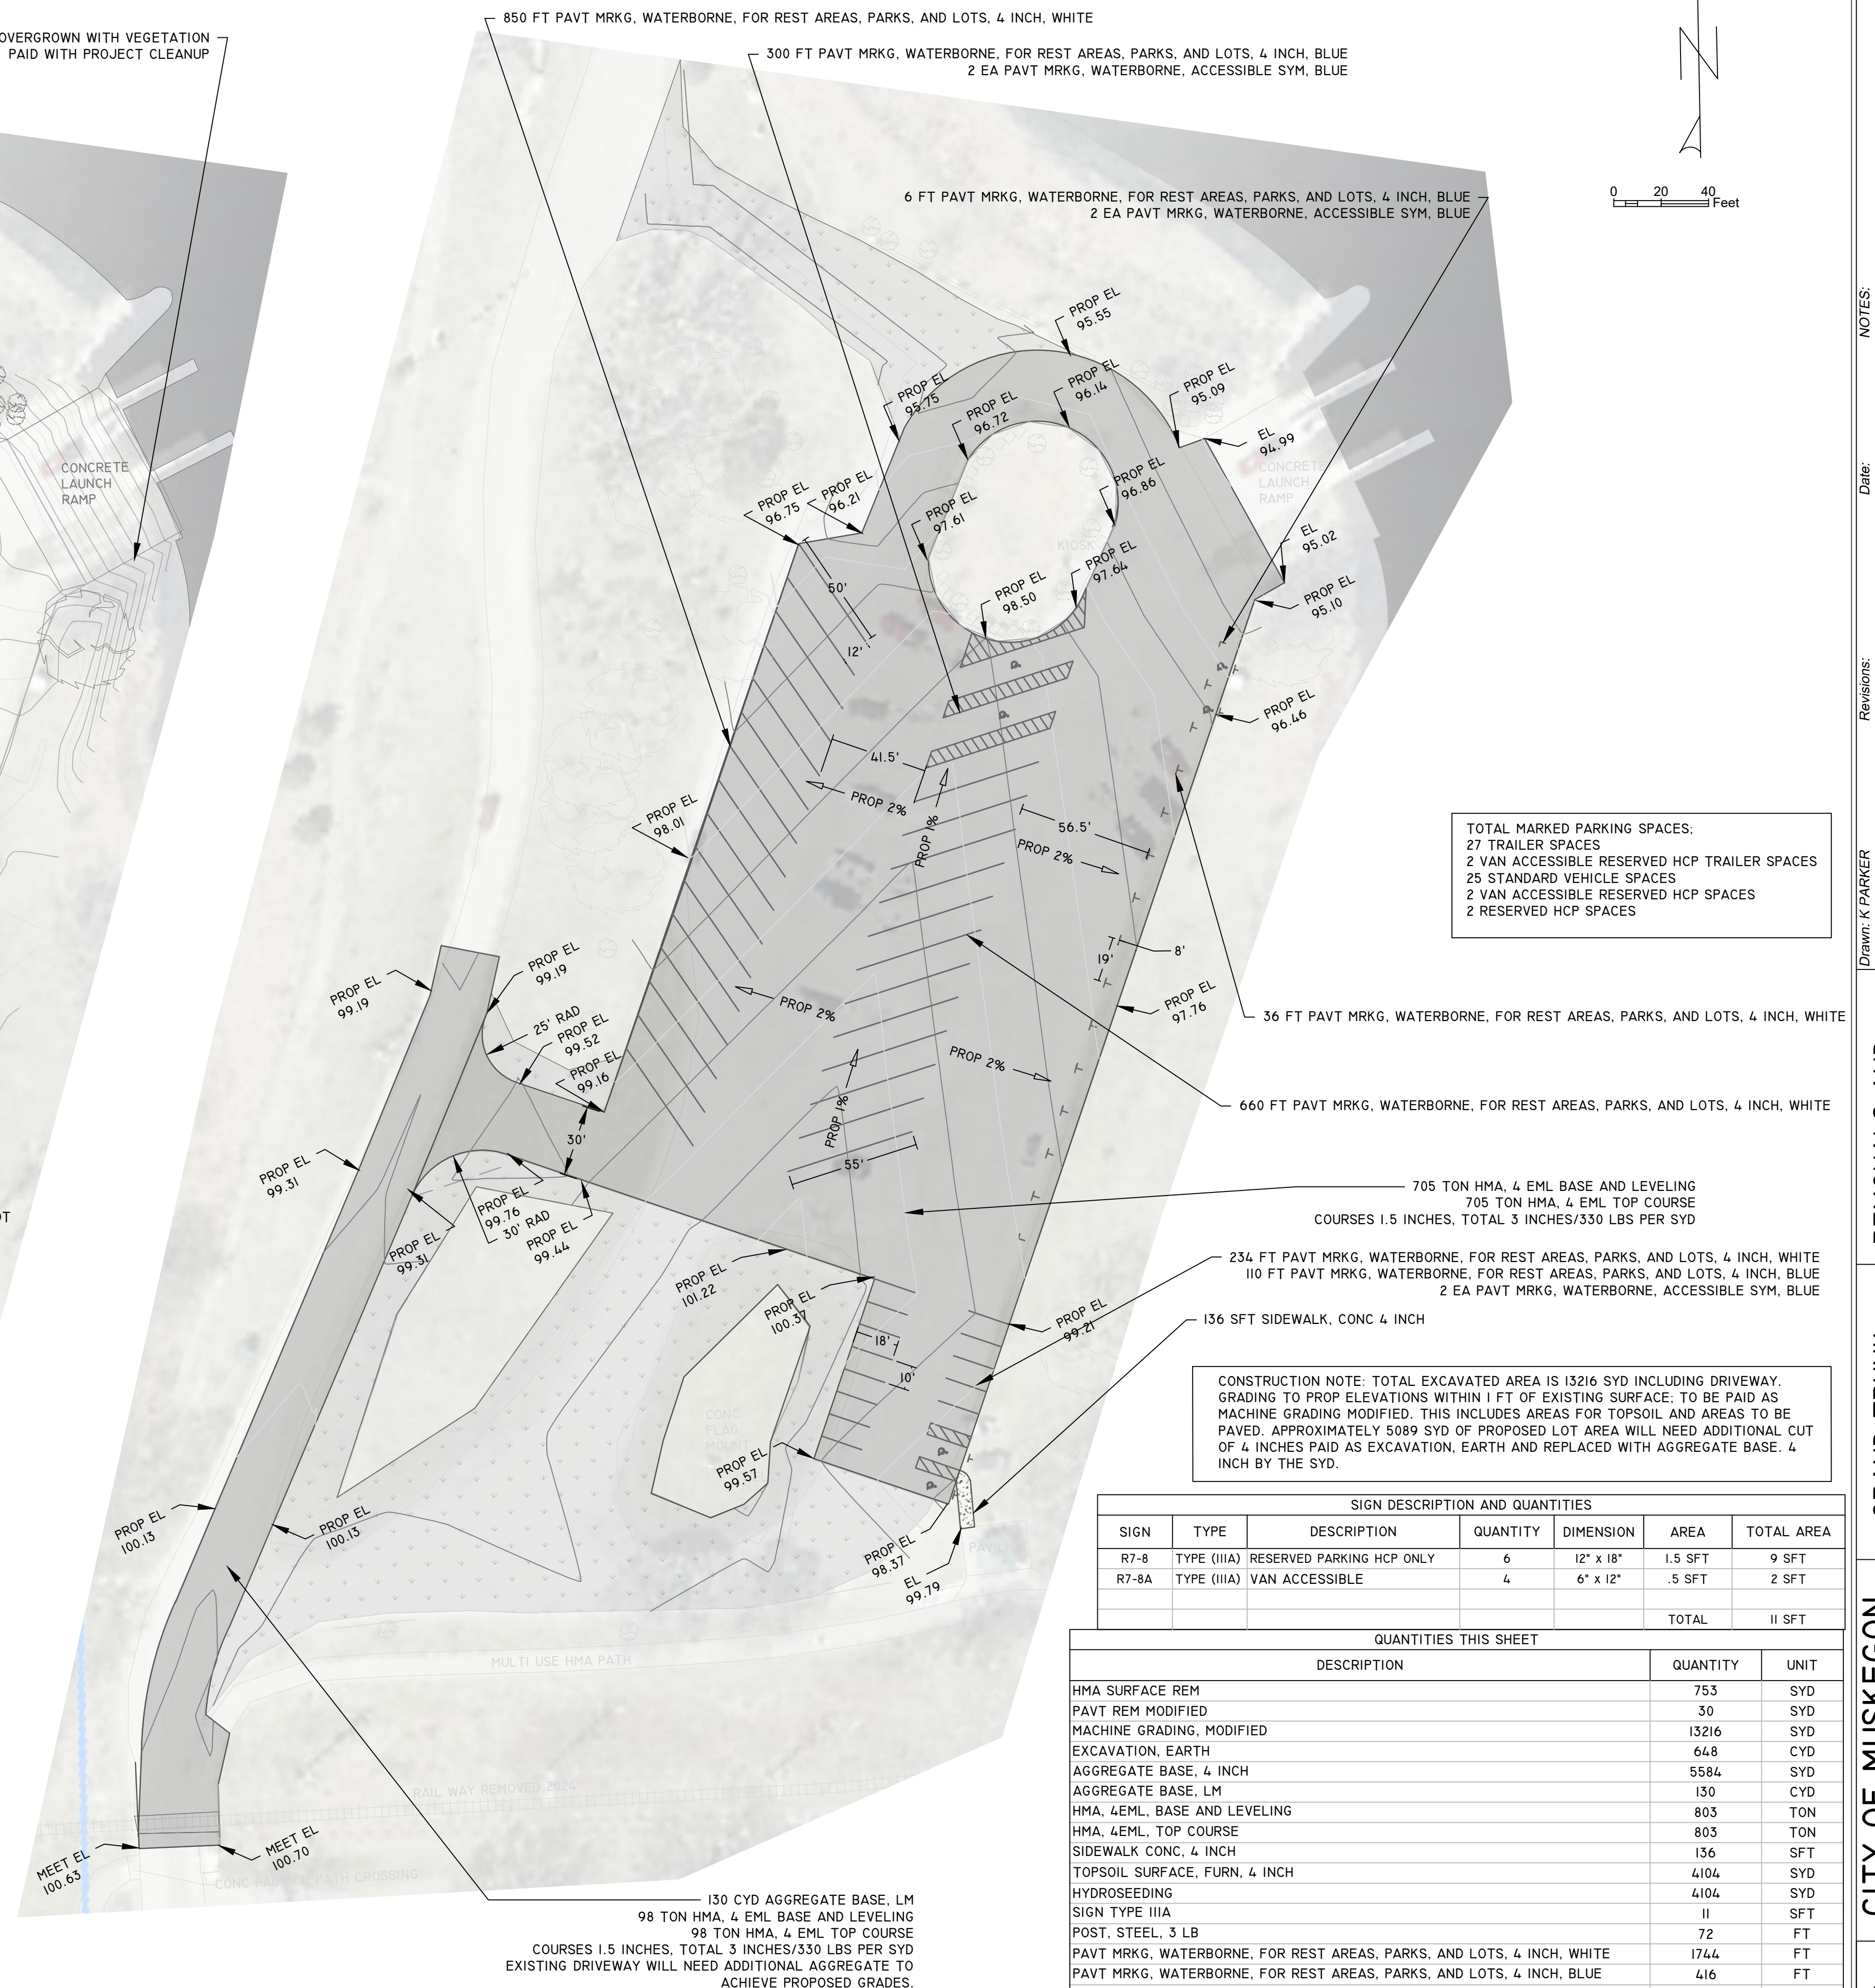 850 FT PAVT MRKG, WATERBORNE, FOR REST AREAS, PARKS, AND LOTS, 4 INCH, WHITE
OVERGROWN WITH VEGETATION
PAID WITH PROJECT CLEANUP
300 FT PAVT MRKG, WATERBORNE, FOR REST AREAS, PARKS, AND LOTS, 4 INCH, BLUE
2 EA PAVT MRKG, WATERBORNE, ACCESSIBLE SYM, BLUE
N
6 FT PAVT MRKG, WATERBORNE, FOR REST AREAS, PARKS, AND LOTS, 4 INCH, BLUE
2 EA PAVT MRKG, WATERBORNE, ACCESSIBLE SYM, BLUE
0 20 40
Feet
NOTES:
Date:
Revisions:
Drawn: K PARKER
CITY OF MUSKEGON
PROP EL
95.55
PROP EL
96.14
PROP EL
95.75
PROP EL
96.72
PROP EL
95.09
EL
94.99
CONCRETE
LAUNCH
RAMP
CONCRETE
LAUNCH
RAMP
PROP EL
96.75
PROP EL
96.21
PROP EL
97.61
PROP EL
96.86
KIOSK
EL
95.02
PROP EL
97.64
PROP EL
98.50
PROP EL
95.10
50'
12'
PROP EL
96.46
41.5'
PROP 2%
PROP 1%
56.5'
PROP 2%
PROP EL
98.01
TOTAL MARKED PARKING SPACES;
27 TRAILER SPACES
2 VAN ACCESSIBLE RESERVED HCP TRAILER SPACES
25 STANDARD VEHICLE SPACES
2 VAN ACCESSIBLE RESERVED HCP SPACES
2 RESERVED HCP SPACES
8'
19'
PROP EL
99.19
PROP EL
99.19
PROP 2%
PROP EL
97.76
36 FT PAVT MRKG, WATERBORNE, FOR REST AREAS, PARKS, AND LOTS, 4 INCH, WHITE
25' RAD
PROP EL
99.52
PROP EL
99.16
PROP 2%
PROP 1%
660 FT PAVT MRKG, WATERBORNE, FOR REST AREAS, PARKS, AND LOTS, 4 INCH, WHITE
30'
55'
PROP EL
99.31
705 TON HMA, 4 EML BASE AND LEVELING
705 TON HMA, 4 EML TOP COURSE
COURSES 1.5 INCHES, TOTAL 3 INCHES/330 LBS PER SYD
PROP EL
99.76
30' RAD
PROP EL
99.44
PROP EL
99.31
234 FT PAVT MRKG, WATERBORNE, FOR REST AREAS, PARKS, AND LOTS, 4 INCH, WHITE
110 FT PAVT MRKG, WATERBORNE, FOR REST AREAS, PARKS, AND LOTS, 4 INCH, BLUE
2 EA PAVT MRKG, WATERBORNE, ACCESSIBLE SYM, BLUE
PROP EL
101.22
PROP EL
100.37
PROP EL
99.21
136 SFT SIDEWALK, CONC 4 INCH
18'
10'
CONSTRUCTION NOTE: TOTAL EXCAVATED AREA IS 13216 SYD INCLUDING DRIVEWAY.
GRADING TO PROP ELEVATIONS WITHIN 1 FT OF EXISTING SURFACE; TO BE PAID AS
MACHINE GRADING MODIFIED. THIS INCLUDES AREAS FOR TOPSOIL AND AREAS TO BE
PAVED. APPROXIMATELY 5089 SYD OF PROPOSED LOT AREA WILL NEED ADDITIONAL CUT
OF 4 INCHES PAID AS EXCAVATION, EARTH AND REPLACED WITH AGGREGATE BASE. 4
INCH BY THE SYD.
CONC
FLAG
MOUNT
PROP EL
99.57
PROP EL
100.13
PROP EL
100.13
PROP EL
98.37
EL
99.79
SIGN DESCRIPTION AND QUANTITIES
SIGN TYPE DESCRIPTION QUANTITY DIMENSION AREA TOTAL AREA
R7-8 TYPE (IIIA) RESERVED PARKING HCP ONLY 6 12" X 18" 1.5 SFT 9 SFT
R7-8A TYPE (IIIA) VAN ACCESSIBLE 4 6" X 12" .5 SFT 2 SFT
TOTAL 11 SFT
QUANTITIES THIS SHEET
DESCRIPTION QUANTITY UNIT
HMA SURFACE REM 753 SYD
PAVT REM MODIFIED 30 SYD
MACHINE GRADING, MODIFIED 13216 SYD
EXCAVATION, EARTH 648 CYD
AGGREGATE BASE, 4 INCH 5584 SYD
AGGREGATE BASE, LM 130 CYD
HMA, 4EML, BASE AND LEVELING 803 TON
HMA, 4EML, TOP COURSE 803 TON
SIDEWALK CONC, 4 INCH 136 SFT
TOPSOIL SURFACE, FURN, 4 INCH 4104 SYD
HYDROSEEDING 4104 SYD
SIGN TYPE IIIA 11 SFT
POST, STEEL, 3 LB 72 FT
PAVT MRKG, WATERBORNE, FOR REST AREAS, PARKS, AND LOTS, 4 INCH, WHITE 1744 FT
PAVT MRKG, WATERBORNE, FOR REST AREAS, PARKS, AND LOTS, 4 INCH, BLUE 416 FT
MULTI USE HMA PATH
RAIL WAY REMOVED 2024
MEET EL
100.63
MEET EL
100.70
CONC PAD FOR PATH CROSSING
130 CYD AGGREGATE BASE, LM
98 TON HMA, 4 EML BASE AND LEVELING
98 TON HMA, 4 EML TOP COURSE
COURSES 1.5 INCHES, TOTAL 3 INCHES/330 LBS PER SYD
EXISTING DRIVEWAY WILL NEED ADDITIONAL AGGREGATE TO
ACHIEVE PROPOSED GRADES.